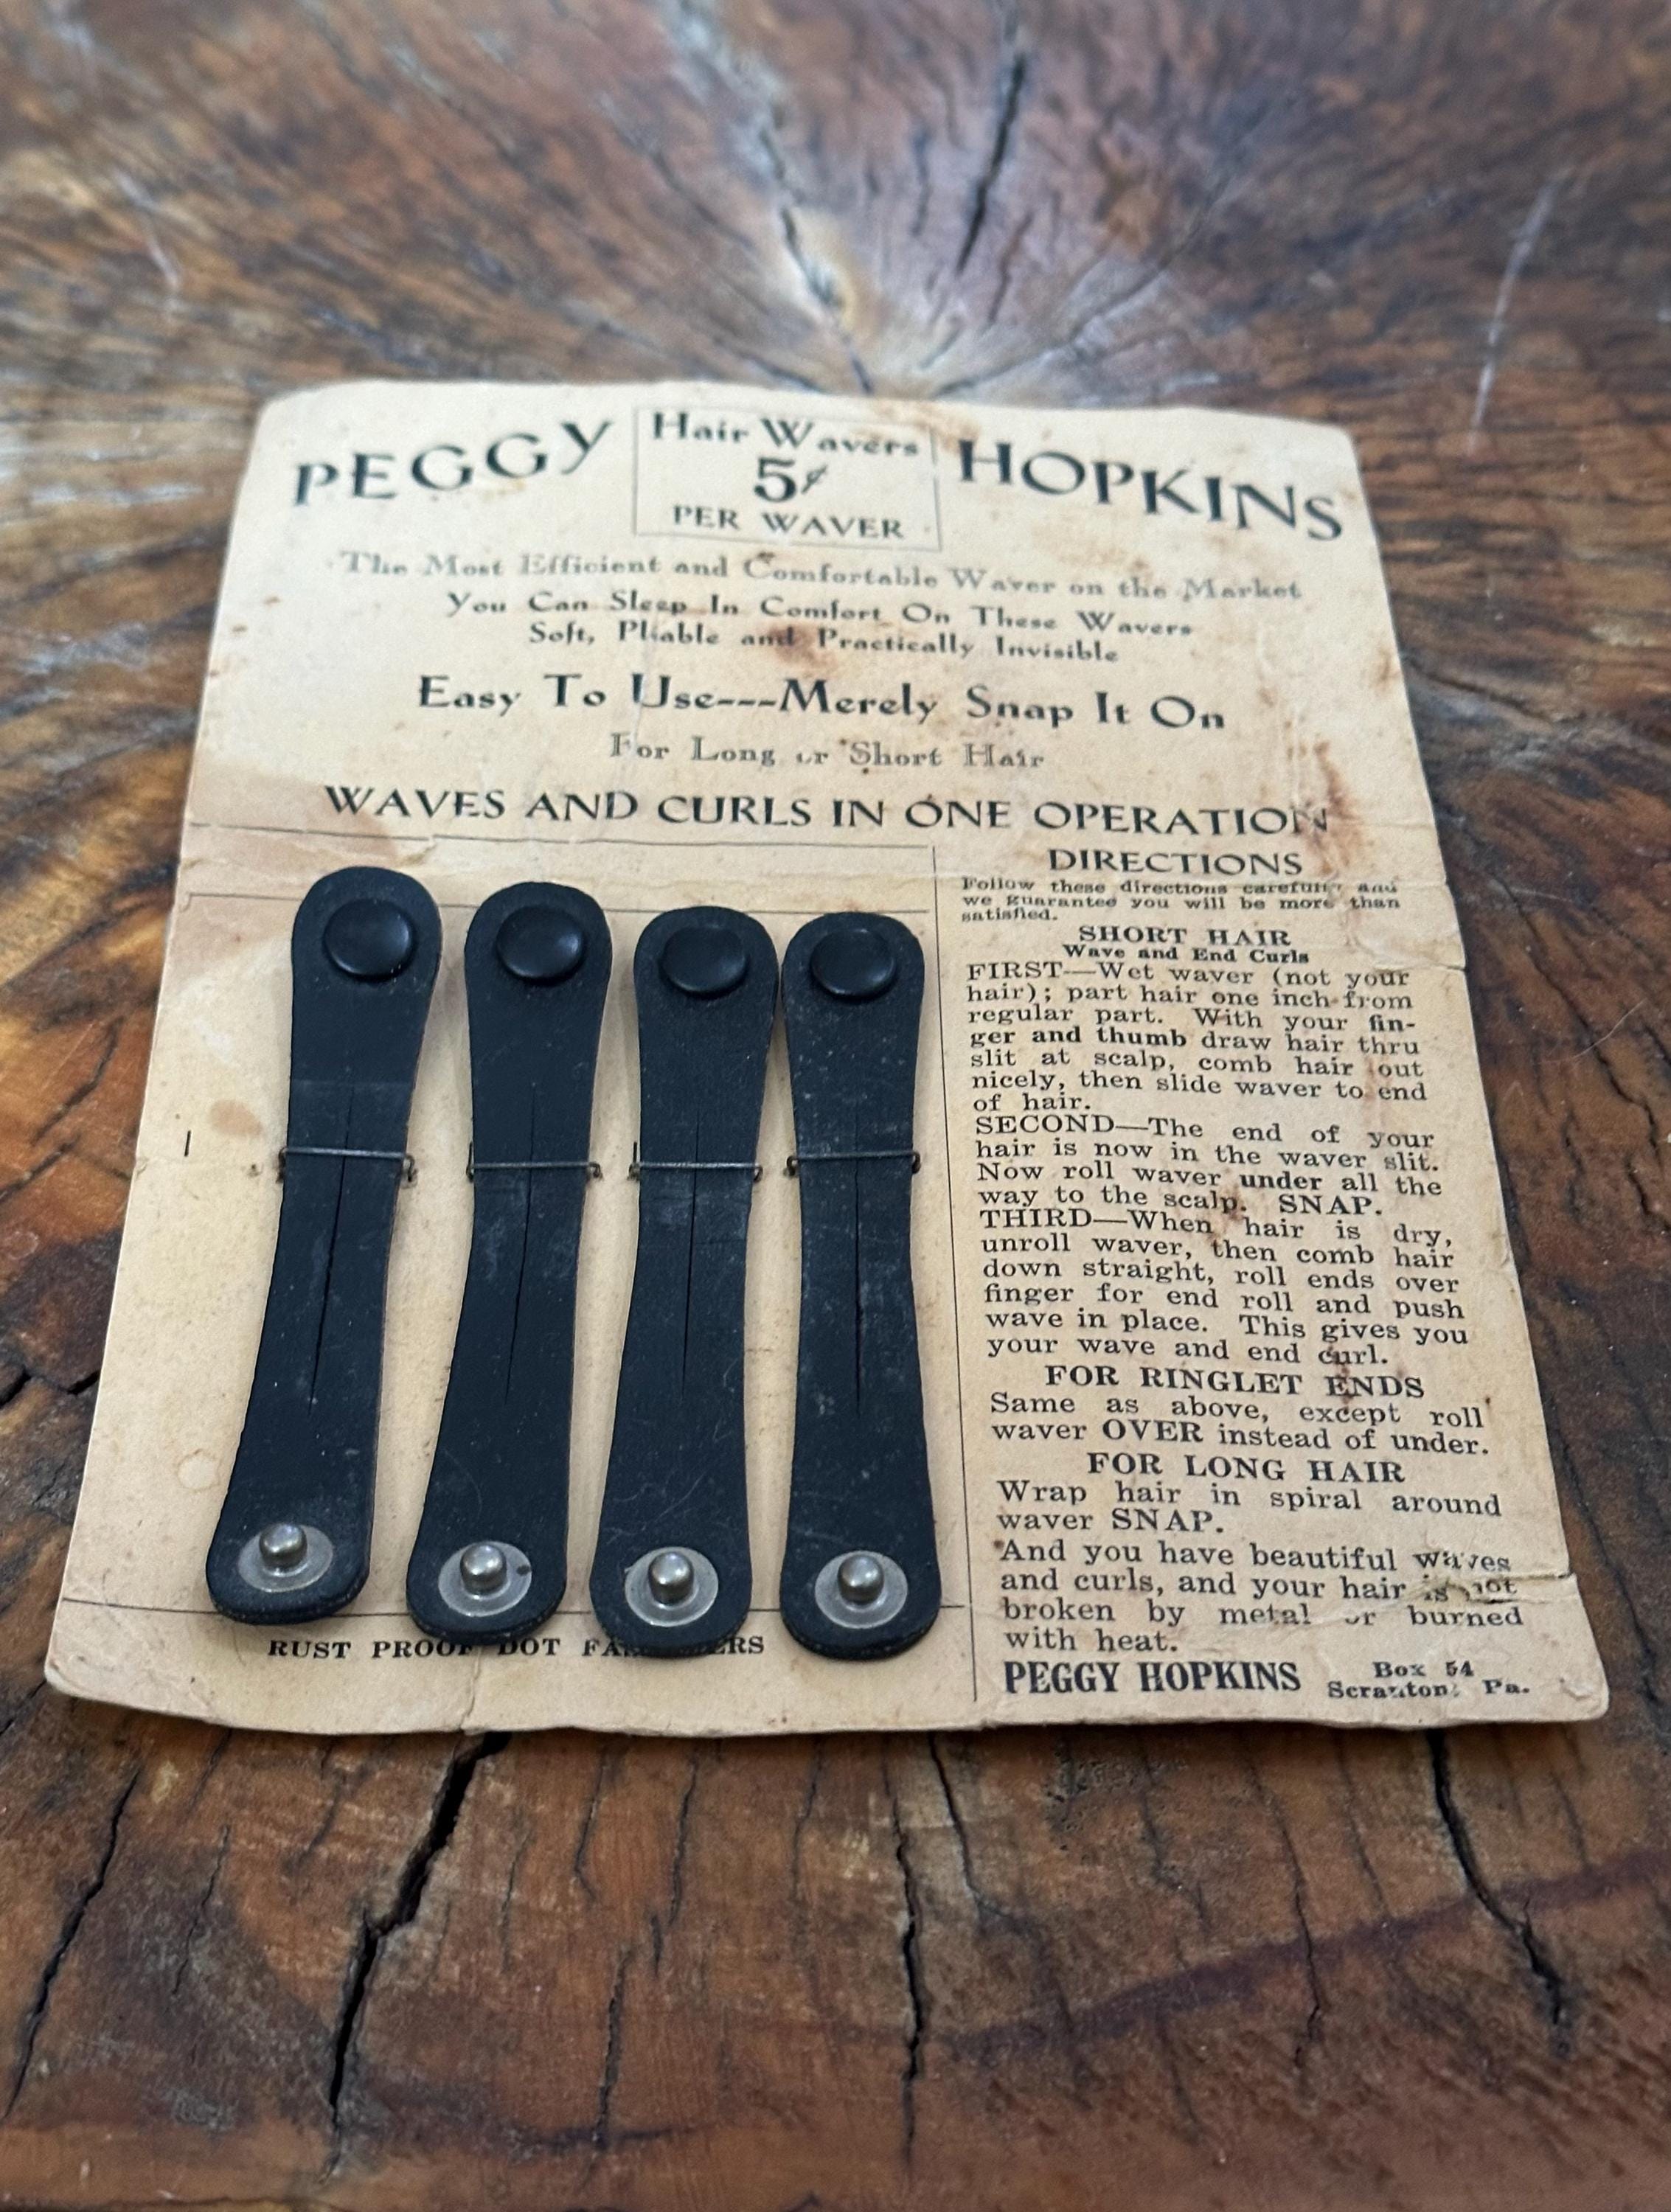 PEGGY Hair Wavers HOPKINS
5¢
PER WAVER
The Most Efficient and Comfortable Waver on the Market
You Can Sleep In Comfort On These Wavers
Soft, Pliable and Practically Invisible
Easy To Use---Merely Snap It On
For Long or Short Hair
WAVES AND CURLS IN ONE OPERATION
RUST PROOF DOT
DIRECTIONS
Follow these directions carefully and
we guarantee you will be more than
satisfied.
SHORT HAIR
Wave and End Curls
FIRST—Wet waver (not your
hair); part hair one inch from
regular part. With your fin-
ger and thumb draw hair thru
slit at scalp, comb hair out
nicely, then slide waver to end
of hair.
SECOND—The end of your
hair is now in the waver slit.
Now roll waver under all the
way to the scalp. SNAP.
THIRD—When hair is dry,
unroll waver, then comb hair
down straight, roll ends over
finger for end roll and push
wave in place. This gives you
your wave and end curl.
FOR RINGLET ENDS
Same as above, except roll
waver OVER instead of under.
FOR LONG HAIR
Wrap hair in spiral around
waver SNAP.
And you have beautiful waves
and curls, and your hair is not
broken by metal or burned
with heat.
PEGGY HOPKINS Box 54
Scranton, Pa.